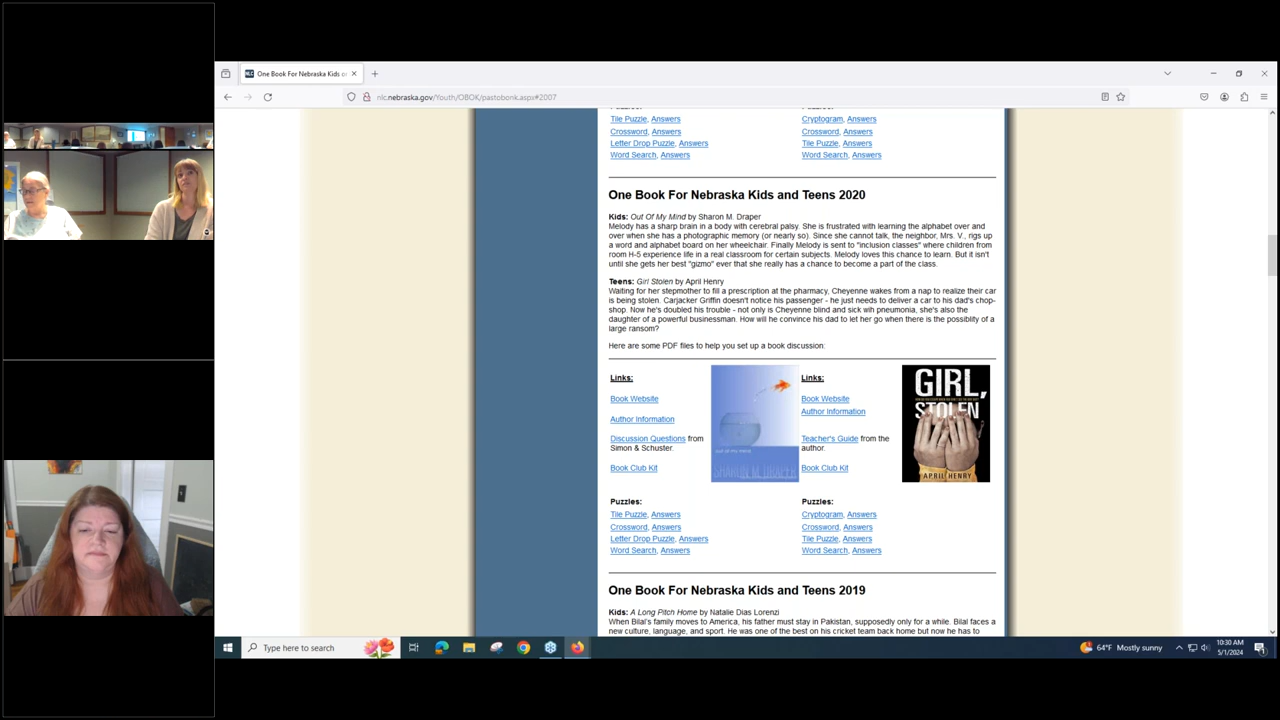 One Book For Nebraska Kids o
nlc.nebraska.gov/Youth/OBOK/pastobonk.aspx#2007
Tile Puzzle, Answers
Crossword, Answers
Letter Drop Puzzle, Answers
Word Search, Answers
Cryptogram, Answers
Crossword, Answers
Tile Puzzle, Answers
Word Search, Answers
One Book For Nebraska Kids and Teens 2020
Kids: Out Of My Mind by Sharon M. Draper
Melody has a sharp brain in a body with cerebral palsy. She is frustrated with learning the alphabet over and
over when she has a photographic memory (or nearly so). Since she cannot talk, the neighbor, Mrs. V., rigs up
a word and alphabet board on her wheelchair. Finally Melody is sent to "inclusion classes" where children from
room H-5 experience life in a real classroom for certain subjects. Melody loves this chance to learn. But it isn't
until she gets her best "gizmo" ever that she really has a chance to become a part of the class.
Teens: Girl Stolen by April Henry
Waiting for her stepmother to fill a prescription at the pharmacy, Cheyenne wakes from a nap to realize their car
is being stolen. Carjacker Griffin doesn't notice his passenger - he just needs to deliver a car to his dad's chop-
shop. Now he's doubled his trouble - not only is Cheyenne blind and sick wih pneumonia, she's also the
daughter of a powerful businessman. How will he convince his dad to let her go when there is the possiblity of a
large ransom?
Here are some PDF files to help you set up a book discussion:
Links:
Book Website
Author Information
Discussion Questions from
Simon & Schuster.
Book Club Kit
out of my mind
SHARON M. DRAPER
Links:
Book Website
Author Information
Teacher's Guide from the
author.
Book Club Kit
GIRL,
STOLEN
APRIL HENRY
Puzzles:
Tile Puzzle, Answers
Crossword, Answers
Letter Drop Puzzle, Answers
Word Search, Answers
Puzzles:
Cryptogram, Answers
Crossword, Answers
Tile Puzzle, Answers
Word Search, Answers
One Book For Nebraska Kids and Teens 2019
Kids: A Long Pitch Home by Natalie Dias Lorenzi
When Bilal's family moves to America, his father must stay in Pakistan, supposedly only for a while. Bilal faces a
new culture, language, and sport. He was one of the best on his cricket team back home but now he has to
Type here to search
64°F Mostly sunny
10:30 AM
5/1/2024